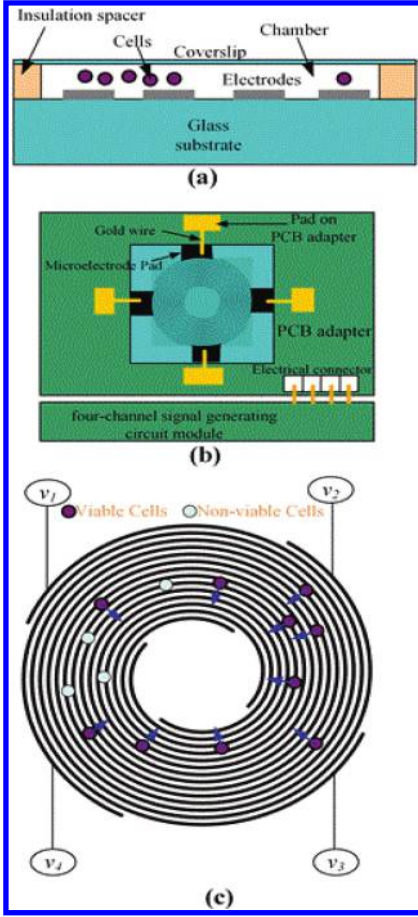 Insulation spacer
Cells
Coverslip
Chamber
Electrodes
Glass
substrate
(a)
Pad on
PCB adapter
Gold wire
Microelectrode Pad
PCB adapter
Electrical connector
four-channel signal generating
circuit module
(b)
v1
v2
Viable Cells
Non-viable Cells
v4
v3
(c)